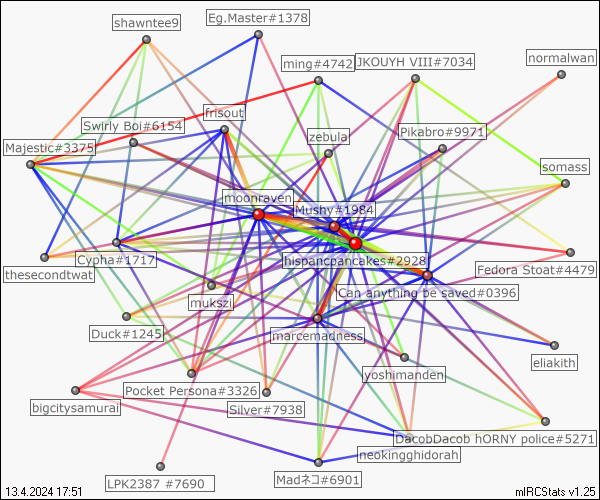 Eg.Master#1378
shawntee9
ming#4742
JKOUYH VIII#7034
normalwan
frisout
Swirly Boi#6154
zebula
Pikabro#9971
Majestic#3375
somass
moonraven
Mushy#1984
Cypha#1717
hispancpancakes#2928
thesecondtwat
Fedora Stoat#4479
mukszi
Can anything be saved#0396
Duck#1245
marcemadness
eliakith
yoshimanden
Pocket Persona#3326
bigcitysamurai
Silver#7938
DacobDacob hORNY police#5271
neokingghidorah
LPK2387 #7690
Madネコ#6901
13.4.2024 17:51
mIRCStats v1.25